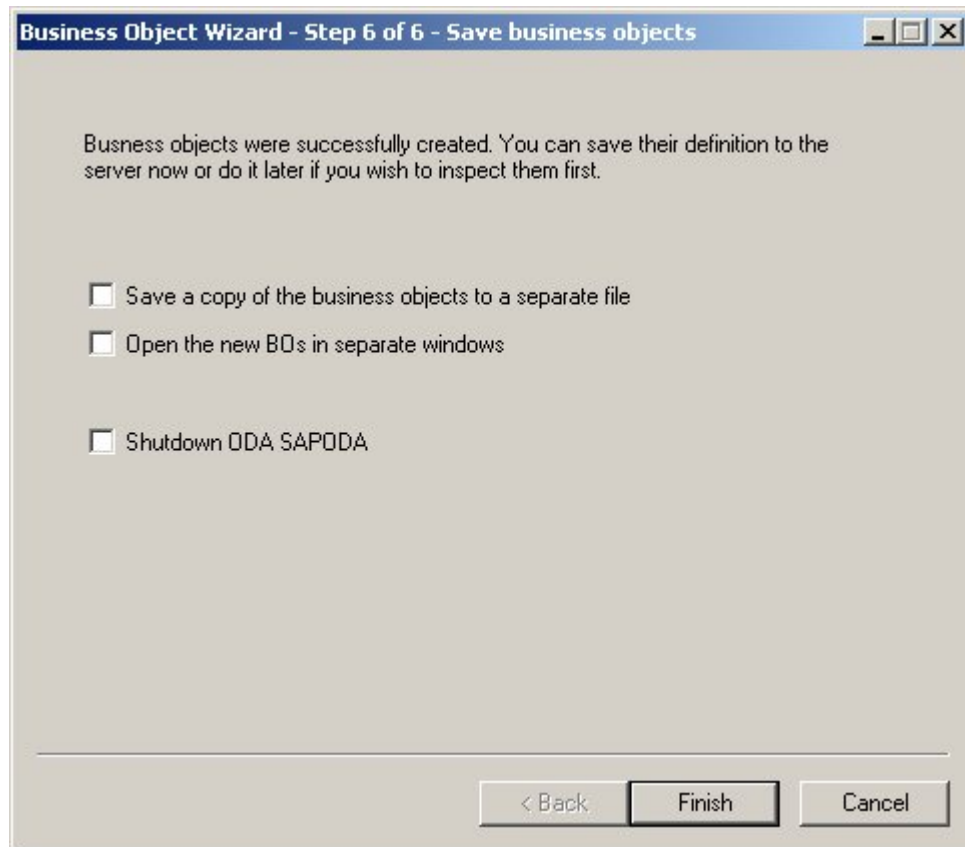 Business Object Wizard - Step 6 of 6 - Save business objects
Busness objects were successfully created. You can save their definition to the
server now or do it later if you wish to inspect them first.
Save a copy of the business objects to a separate file
Open the new BOs in separate windows
Shutdown ODA SAPODA
< Back
Finish
Cancel